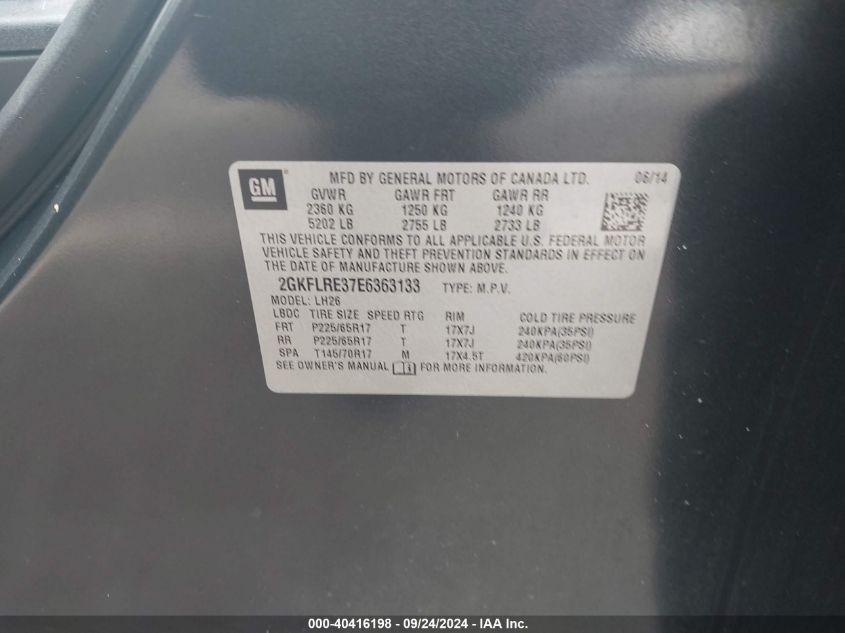 GM
MFD BY GENERAL MOTORS OF CANADA LTD. 06/14
GVWR GAWR FRT GAWR RR
2360 KG 1250 KG 1240 KG
5202 LB 2755 LB 2733 LB
THIS VEHICLE CONFORMS TO ALL APPLICABLE U.S. FEDERAL MOTOR
VEHICLE SAFETY AND THEFT PREVENTION STANDARDS IN EFFECT ON
THE DATE OF MANUFACTURE SHOWN ABOVE.
2GKFLRE37E6363133 TYPE: M.P.V.
MODEL: LH26
LBDC TIRE SIZE SPEED RTG RIM COLD TIRE PRESSURE
FRT P225/65R17 T 17X7J 240KPA(35PSI)
RR P225/65R17 T 17X7J 240KPA(35PSI)
SPA T145/70R17 M 17X4.5T 420KPA(60PSI)
SEE OWNER'S MANUAL FOR MORE INFORMATION.
000-40416198 - 09/24/2024 - IAA Inc.